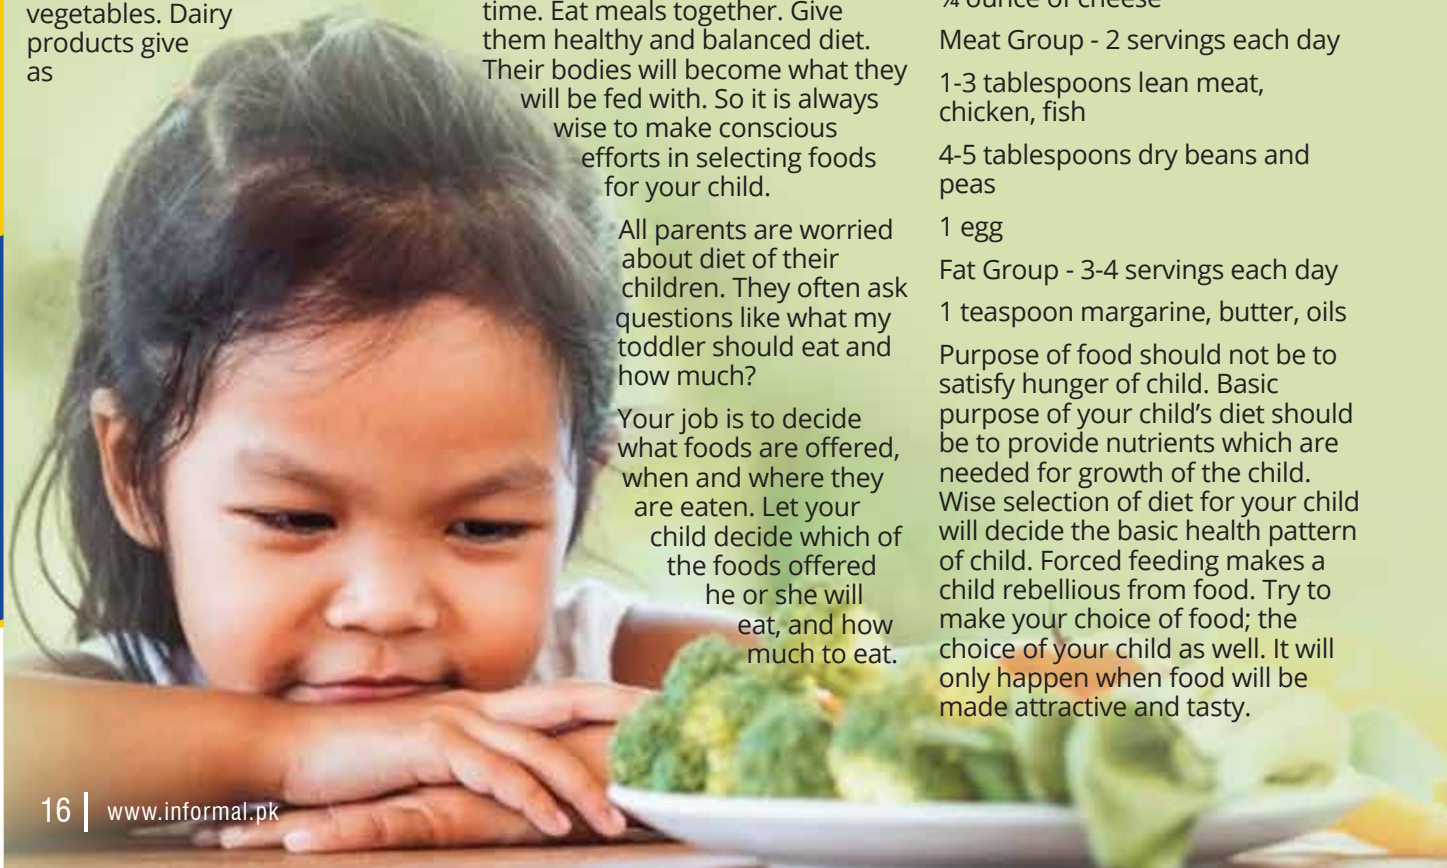 vegetables. Dairy
products give
as
time. Eat meals together. Give
them healthy and balanced diet.
Their bodies will become what they
will be fed with. So it is always
wise to make conscious
efforts in selecting foods
for your child.
All parents are worried
about diet of their
children. They often ask
questions like what my
toddler should eat and
how much?
Your job is to decide
what foods are offered,
when and where they
are eaten. Let your
child decide which of
the foods offered
he or she will
eat, and how
much to eat.
ounce of cheese
Meat Group - 2 servings each day
1-3 tablespoons lean meat,
chicken, fish
4-5 tablespoons dry beans and
peas
1 egg
Fat Group - 3-4 servings each day
1 teaspoon margarine, butter, oils
Purpose of food should not be to
satisfy hunger of child. Basic
purpose of your child’s diet should
be to provide nutrients which are
needed for growth of the child.
Wise selection of diet for your child
will decide the basic health pattern
of child. Forced feeding makes a
child rebellious from food. Try to
make your choice of food; the
choice of your child as well. It will
only happen when food will be
made attractive and tasty.
16 | www.informal.pk